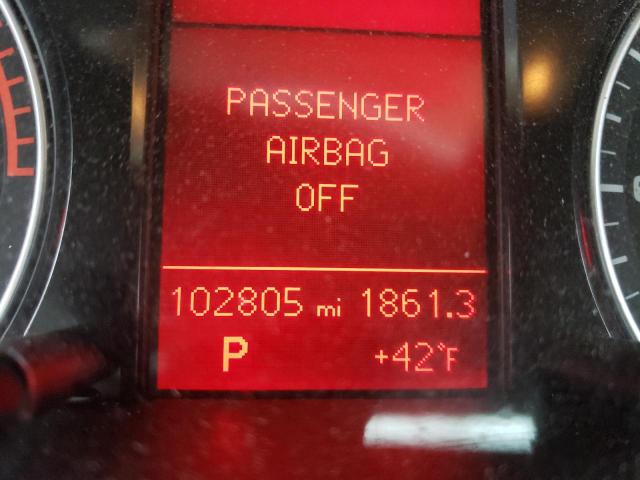 PASSENGER
AIRBAG
OFF
102805 mi 1861.3
P +42°F